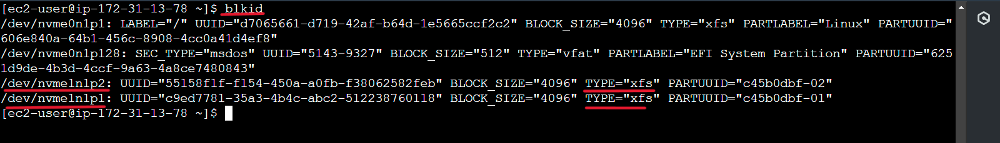 [ec2-user@ip-172-31-13-78 ~]$ blkid
/dev/nvme0n1p1: LABEL="/" UUID="d7065661-d719-42af-b64d-1e5665ccf2c2" BLOCK_SIZE="4096" TYPE="xfs" PARTLABEL="Linux" PARTUUID="
606e840a-64b1-456c-8908-4cc0a41d4ef8"
/dev/nvme0n1p128: SEC_TYPE="msdos" UUID="5143-9327" BLOCK_SIZE="512" TYPE="vfat" PARTLABEL="EFI System Partition" PARTUUID="625
1d9de-4b3d-4ccf-9a63-4a8ce7480843"
/dev/nvme1n1p2: UUID="55158f1f-f154-450a-a0fb-f38062582feb" BLOCK_SIZE="4096" TYPE="xfs" PARTUUID="c45b0dbf-02"
/dev/nvme1n1p1: UUID="c9ed7781-35a3-4b4c-abc2-512238760118" BLOCK_SIZE="4096" TYPE="xfs" PARTUUID="c45b0dbf-01"
[ec2-user@ip-172-31-13-78 ~]$